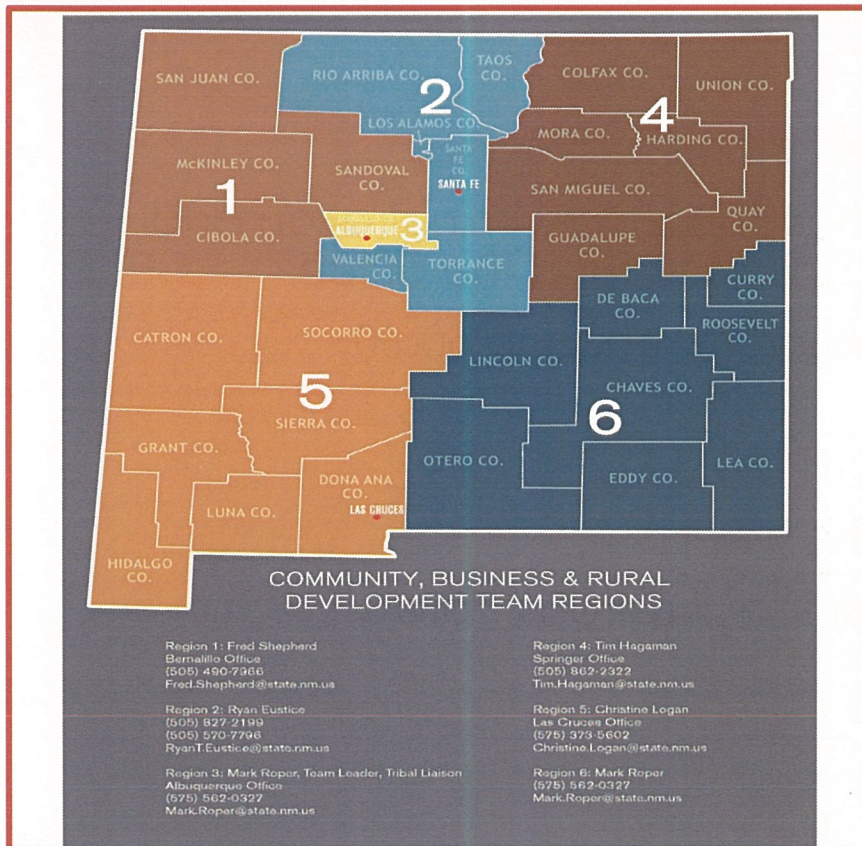 SAN JUAN CO.
RIO ARRIBA CO.
TAOS
CO.
COLFAX CO.
UNION CO.
2
4
LOS ALAMOS CO.
MORA CO.
HARDING CO.
McKINLEY CO.
SANDOVAL
CO.
SANTA
FE
CO.
SANTA FE
SAN MIGUEL CO.
1
QUAY
CO.
CIBOLA CO.
BERNALILLO CO.
ALBUQUERQUE
3
GUADALUPE
CO.
VALENCIA
CO.
TORRANCE
CO.
CURRY
CO.
DE BACA
CO.
ROOSEVELT
CO.
CATRON CO.
SOCORRO CO.
LINCOLN CO.
CHAVES CO.
5
6
SIERRA CO.
GRANT CO.
OTERO CO.
LEA CO.
DONA ANA
CO.
EDDY CO.
LUNA CO.
LAS CRUCES
HIDALGO
CO.
COMMUNITY, BUSINESS & RURAL
DEVELOPMENT TEAM REGIONS
Region 1: Fred Shepherd
Bernalillo Office
(505) 490-7966
Fred.Shepherd@state.nm.us
Region 2: Ryan Eustice
(505) 827-2199
(505) 570-7796
RyanT.Eustice@state.nm.us
Region 3: Mark Roper, Team Leader, Tribal Liaison
Albuquerque Office
(575) 562-0327
Mark.Roper@state.nm.us
Region 4: Tim Hagaman
Springer Office
(505) 862-2322
Tim.Hagaman@state.nm.us
Region 5: Christine Logan
Las Cruces Office
(575) 373-5602
Christine.Logan@state.nm.us
Region 6: Mark Roper
(575) 562-0327
Mark.Roper@state.nm.us